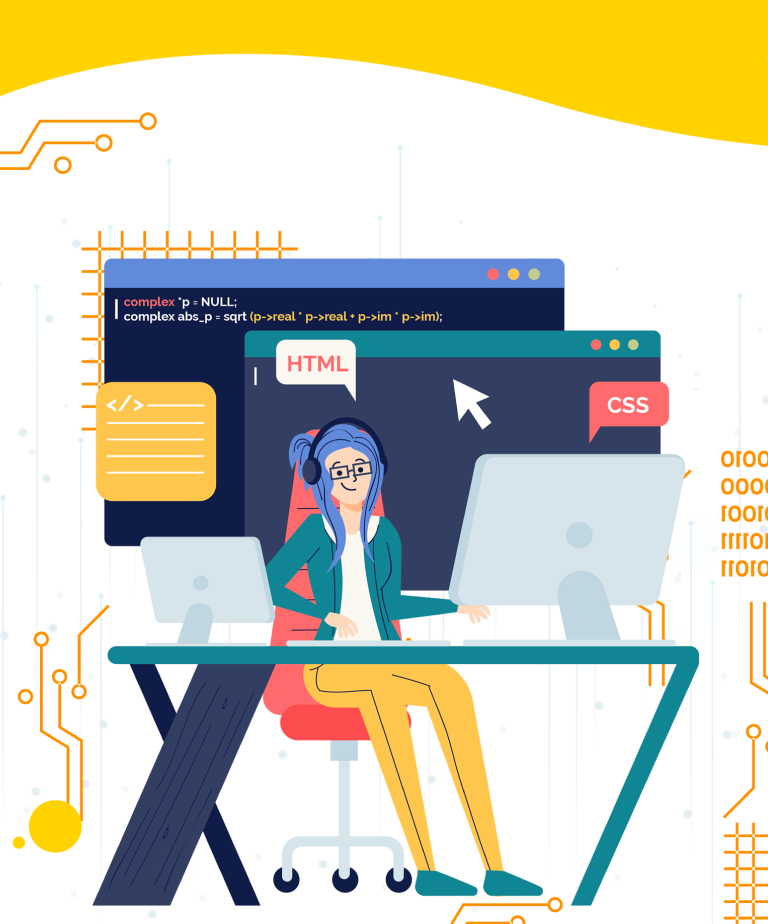 complex *p = NULL;
complex abs_p = sqrt (p->real * p->real + p->im * p->im);
HTML
</>
CSS